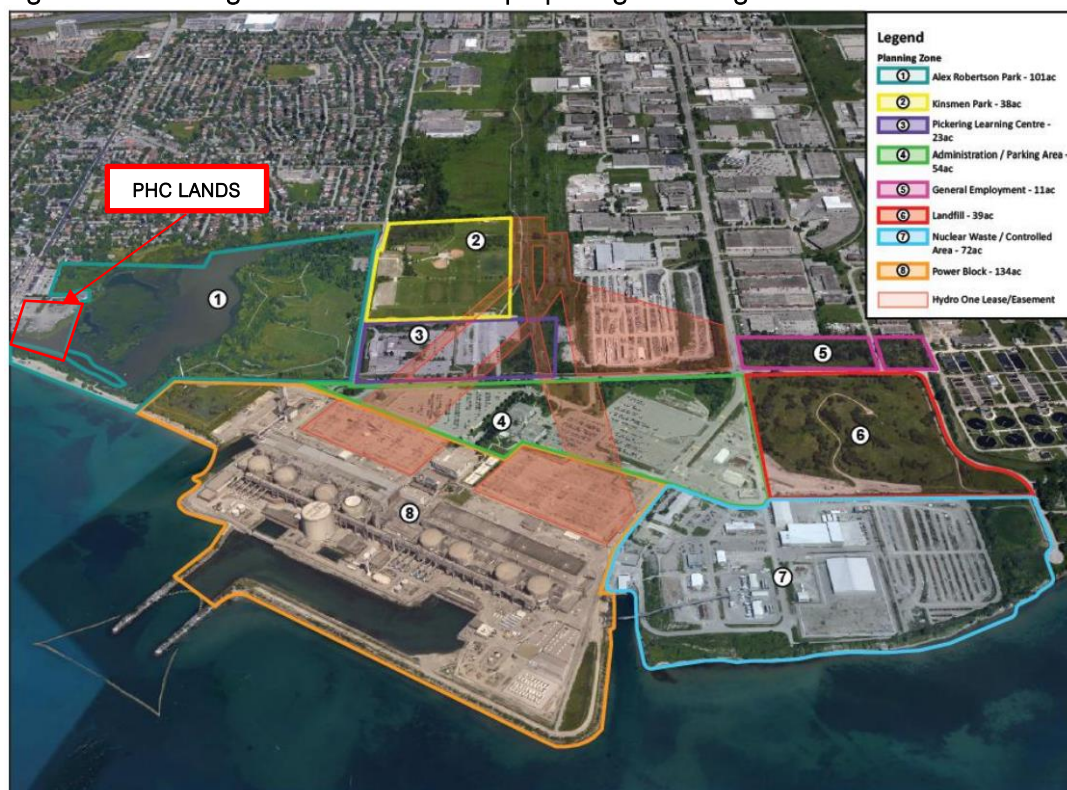 Legend
Planning Zone
1 Alex Robertson Park - 101ac
2 Kinsmen Park - 38ac
3 Pickering Learning Centre -
23ac
4 Administration / Parking Area -
54ac
5 General Employment - 11ac
6 Landfill - 39ac
7 Nuclear Waste / Controlled
Area - 72ac
8 Power Block - 134ac
Hydro One Lease/Easement
PHC LANDS
2
1
3
5
4
6
8
7